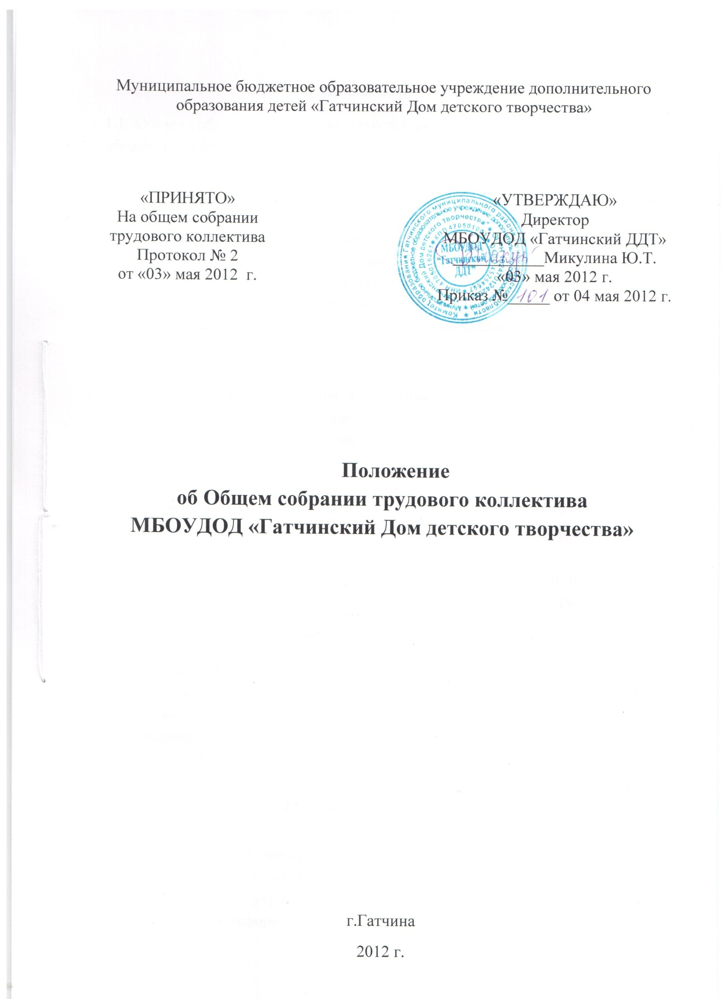 Муниципальное бюджетное образовательное учреждение дополнительного
образования детей «Гатчинский Дом детского творчества»
«ПРИНЯТО»
На общем собрании
трудового коллектива
Протокол № 2
от «03» мая 2012 г.
«УТВЕРЖДАЮ»
Директор
МБОУДОД «Гатчинский ДДТ»
Микулина Ю.Т.
«03» мая 2012 г.
Приказ № 101 от 04 мая 2012 г.
МБОУДОД
"Гатчинский
ДДТ"
Положение
об Общем собрании трудового коллектива
МБОУДОД «Гатчинский Дом детского творчества»
г.Гатчина
2012 г.